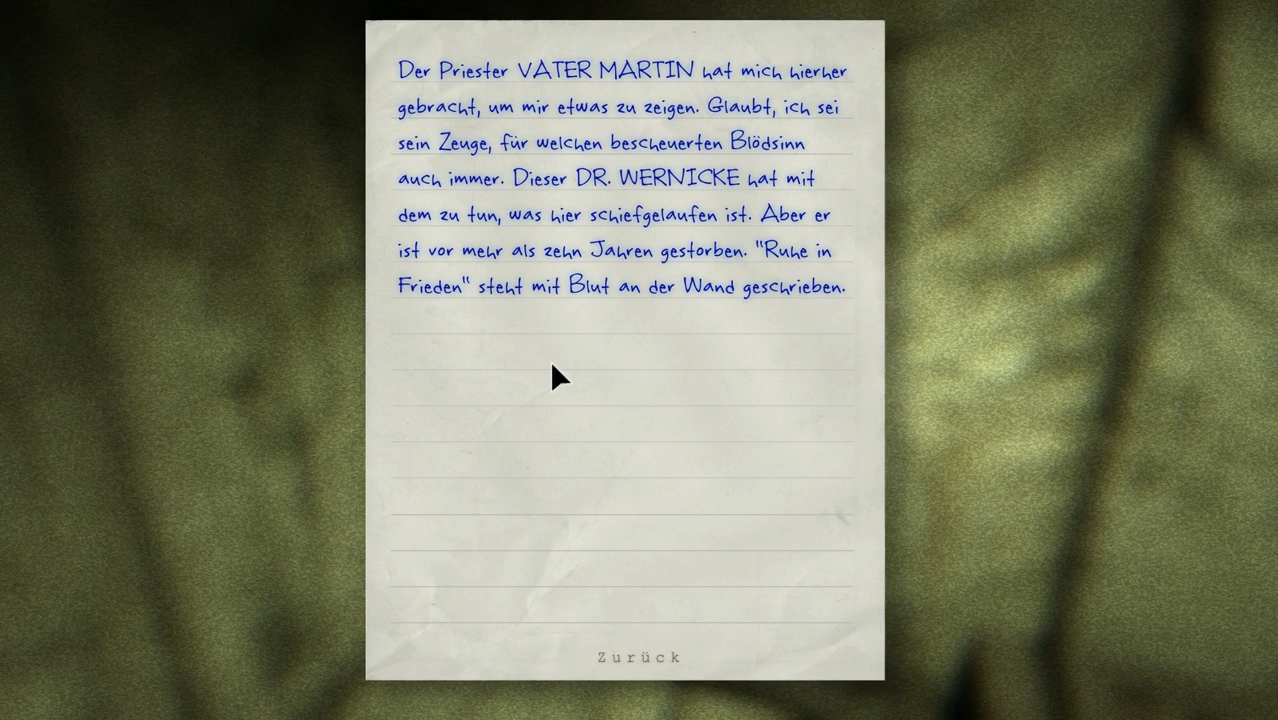 Der Priester VATER MARTIN hat mich hierher
gebracht, um mir etwas zu zeigen. Glaubt, ich sei
sein Zeuge, für welchen bescheuerten Blödsinn
auch immer. Dieser DR. WERNICKE hat mit
dem zu tun, was hier schiefgelaufen ist. Aber er
ist vor mehr als zehn Jahren gestorben. "Ruhe in
Frieden" steht mit Blut an der Wand geschrieben.
Zurück